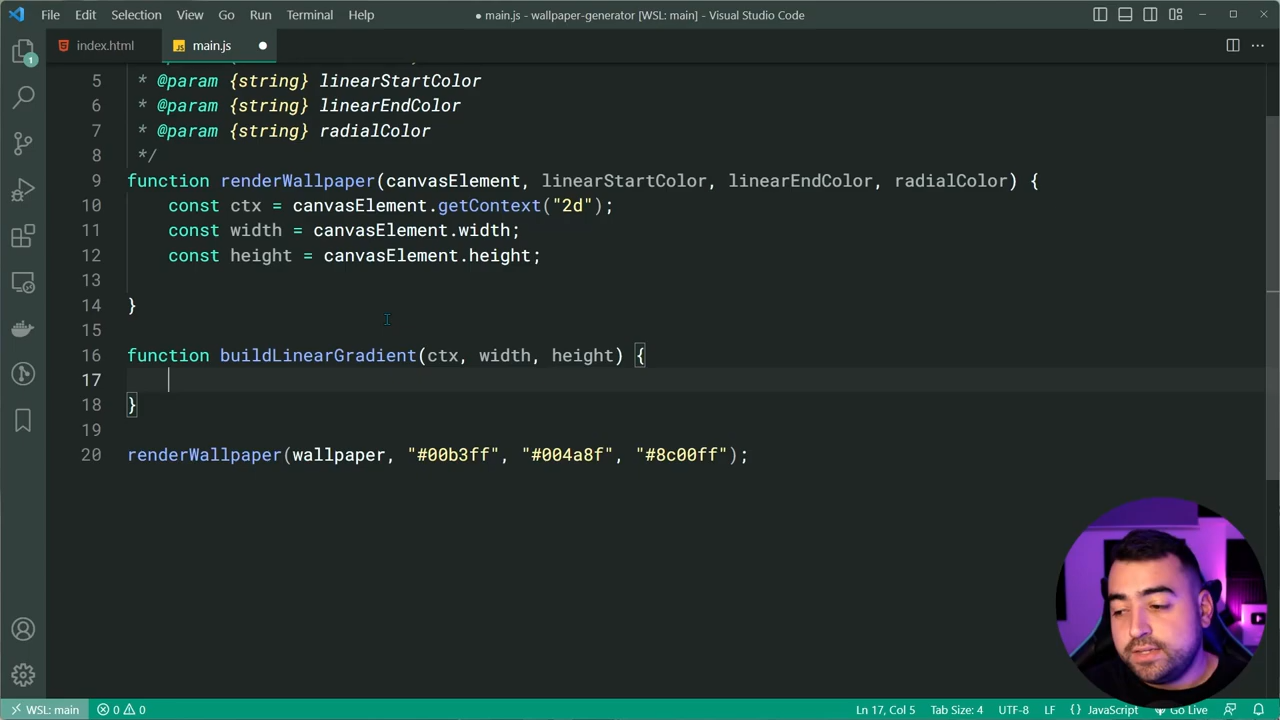 File Edit Selection View Go Run Terminal Help ● main.js - wallpaper-generator [WSL: main] - Visual Studio Code
index.html JS main.js ●
5 * @param {string} linearStartColor
6 * @param {string} linearEndColor
7 * @param {string} radialColor
8 */
9 function renderWallpaper(canvasElement, linearStartColor, linearEndColor, radialColor) {
10 const ctx = canvasElement.getContext("2d");
11 const width = canvasElement.width;
12 const height = canvasElement.height;
13
14 }
15
16 function buildLinearGradient(ctx, width, height) {
17
18 }
19
20 renderWallpaper(wallpaper, "#00b3ff", "#004a8f", "#8c00ff");
1
WSL: main 0 0 Ln 17, Col 5 Tab Size: 4 UTF-8 LF {} JavaScript Go Live